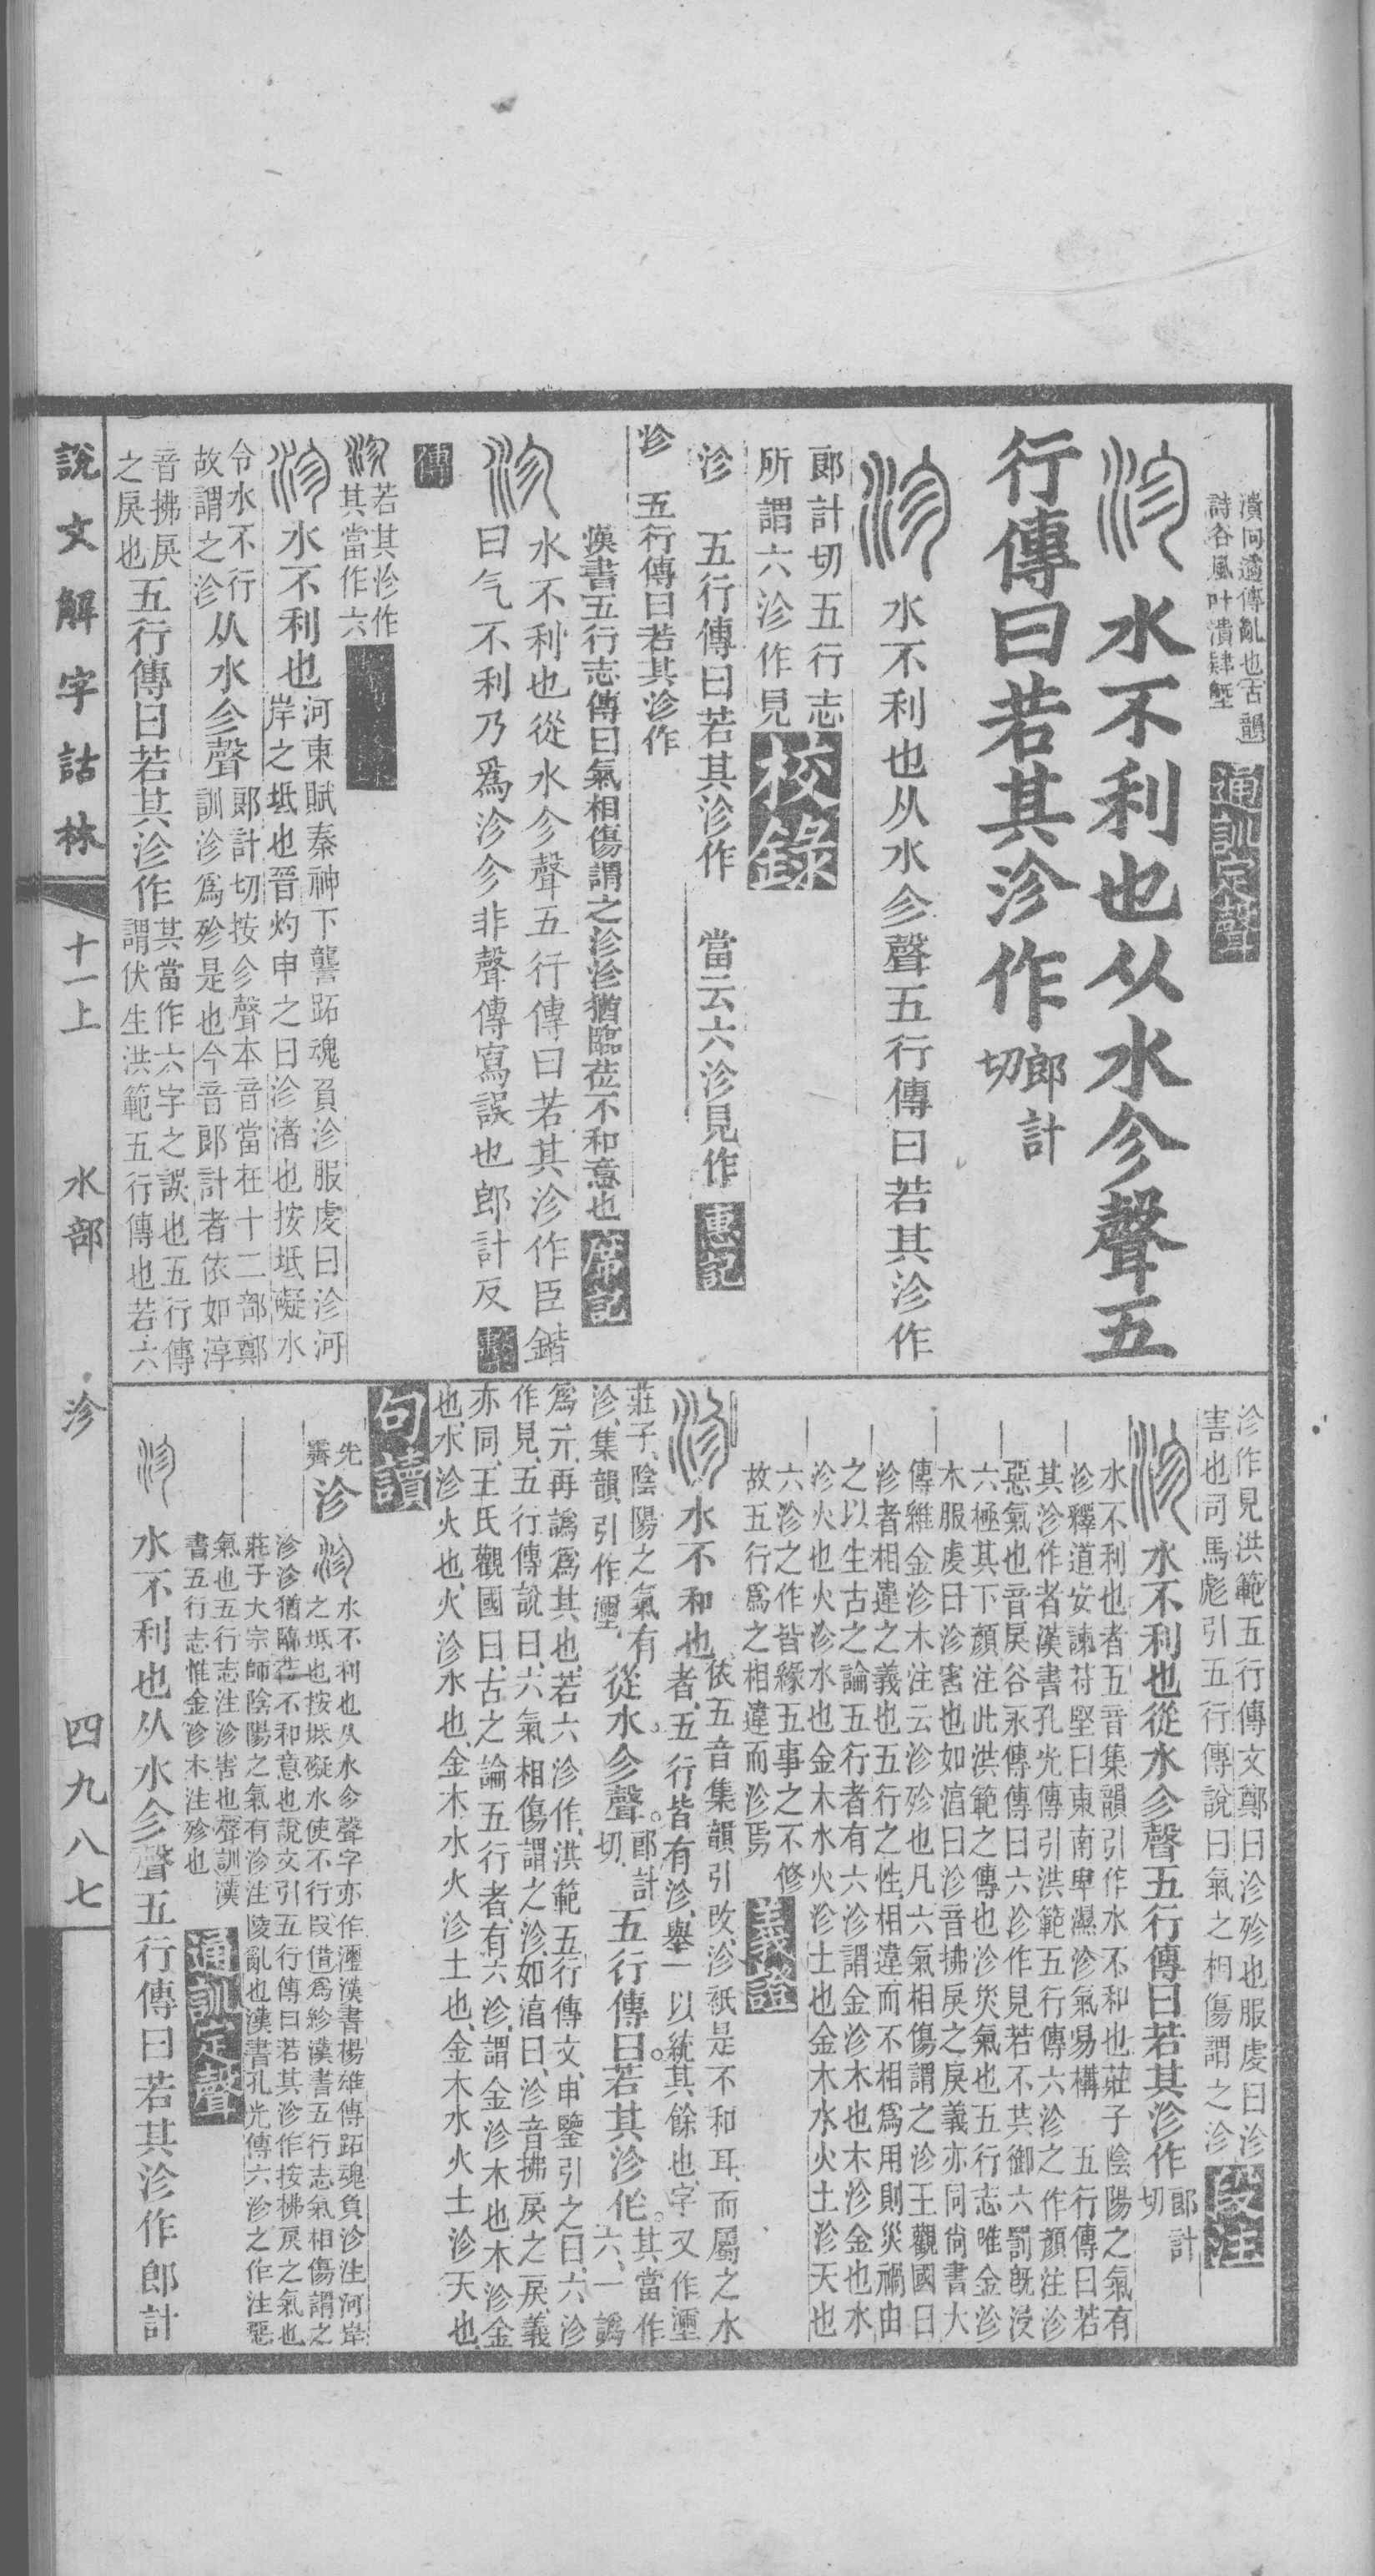 潰同遹傳亂也古韻
詩谷風叶潰肄墍
通訓定聲
沴 水不利也从水㐱聲五
行傳曰若其沴作郎計
切
沴 水不利也从水㐱聲五行傳曰若其沴作
郎計切五行志
所謂六沴作見
校錄
沴 五行傳曰若其沴作 當云六沴見作
惠記
沴 五行傳曰若其沴作
漢書五行志傳曰氣相傷謂之沴沴猶臨莅不和意也
席記
沴 水不利也從水㐱聲五行傳曰若其沴作臣鍇
曰气不利乃爲沴㐱非聲傳寫誤也郎計反
繫
傳
沴若其沴作
其當作六
沴 水不利也
河東賦秦神下讋跖魂負沴服虔曰沴河
岸之坻也晉灼申之曰沴渚也按坻礙水
令水不行
故謂之沴
从水㐱聲
郎計切按㐱聲本音當在十二部鄭
訓沴爲殄是也今音郎計者依如淳
音拂戾
之戾也
五行傳曰若其沴作
其當作六字之誤也五行傳
謂伏生洪範五行傳也若六
沴作見洪範五行傳文鄭曰沴殄也服虔曰沴
害也司馬彪引五行傳說曰氣之相傷謂之沴
段注
沴 水不利也從水㐱聲五行傳曰若其沴作
郎計
切
水不利也者五音集韻引作水不和也莊子陰陽之氣有
沴釋道安諫苻堅曰東南卑濕沴氣易構 五行傳曰若
其沴作者漢書孔光傳引洪範五行傳六沴之作顏注沴
惡氣也音戾谷永傳傳曰六沴作見若不共御六罰旣浸
六極其下顏注此洪範之傳也沴災氣也五行志唯金沴
木服虔曰沴害也如淳曰沴音拂戾之戾義亦同尙書大
傳維金沴木注云沴殄也凡六氣相傷謂之沴王觀國曰
沴者相違之義也五行之性相違而不相爲用則災禍由
之以生古之論五行者有六沴謂金沴木也木沴金也水
沴火也火沴水也金木水火沴土也金木水火土沴天也
六沴之作皆緣五事之不修
故五行爲之相違而沴焉
義證
沴 水不和也
依五音集韻引改沴衹是不和耳而屬之水
者五行皆有沴舉一以統其餘也字又作㴽
莊子陰陽之氣有
沴集韻引作㴽
從水㐱聲
郎計
切
五行傳曰若其沴作
其當作
六一譌
爲亓再譌爲其也若六沴作洪範五行傳文申鑒引之曰六沴
作見五行傳說曰六氣相傷謂之沴如淳曰沴音拂戾之戾義
亦同王氏觀國曰古之論五行者有六沴謂金沴木也木沴金
也水沴火也火沴水也金木水火沴土也金木水火土沴天也
句讀
先
霽
沴
沴水不利也从水㐱聲字亦作㴽漢書楊雄傳跖魂負沴注河岸
之坻也按坻礙水使不行叚借爲紾漢書五行志氣相傷謂之
沴沴猶臨莅不和意也說文引五行傳曰若其沴作按拂戾之氣也
莊子大宗師陰陽之氣有沴注陵亂也漢書孔光傳六沴之作注惡
氣也五行志注沴害也聲訓漢
書五行志惟金沴木注殄也
通訓定聲
沴 水不利也从水㐱聲五行傳曰若其沴作郎計
說文解字詁林 十一上 水部 沴 四九八七